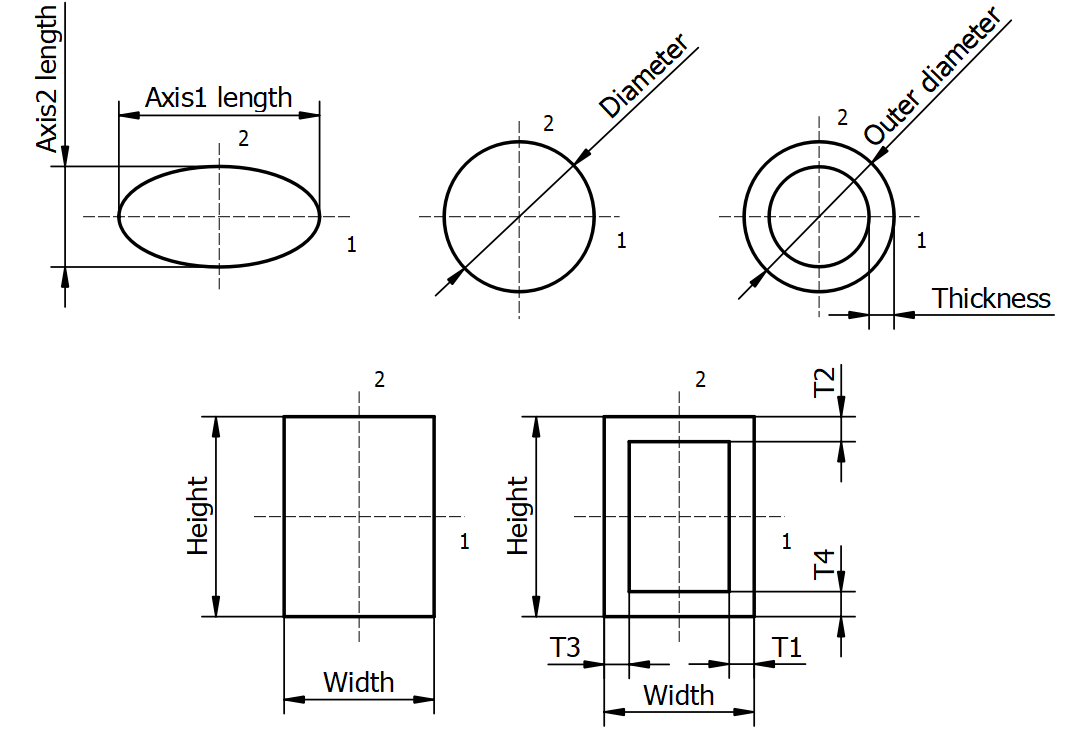 Axis2 length
Axis1 length
2
1
Diameter
2
1
Outer diameter
2
1
Thickness
2
Height
1
Width
2
T2
Height
1
T4
T3
T1
Width